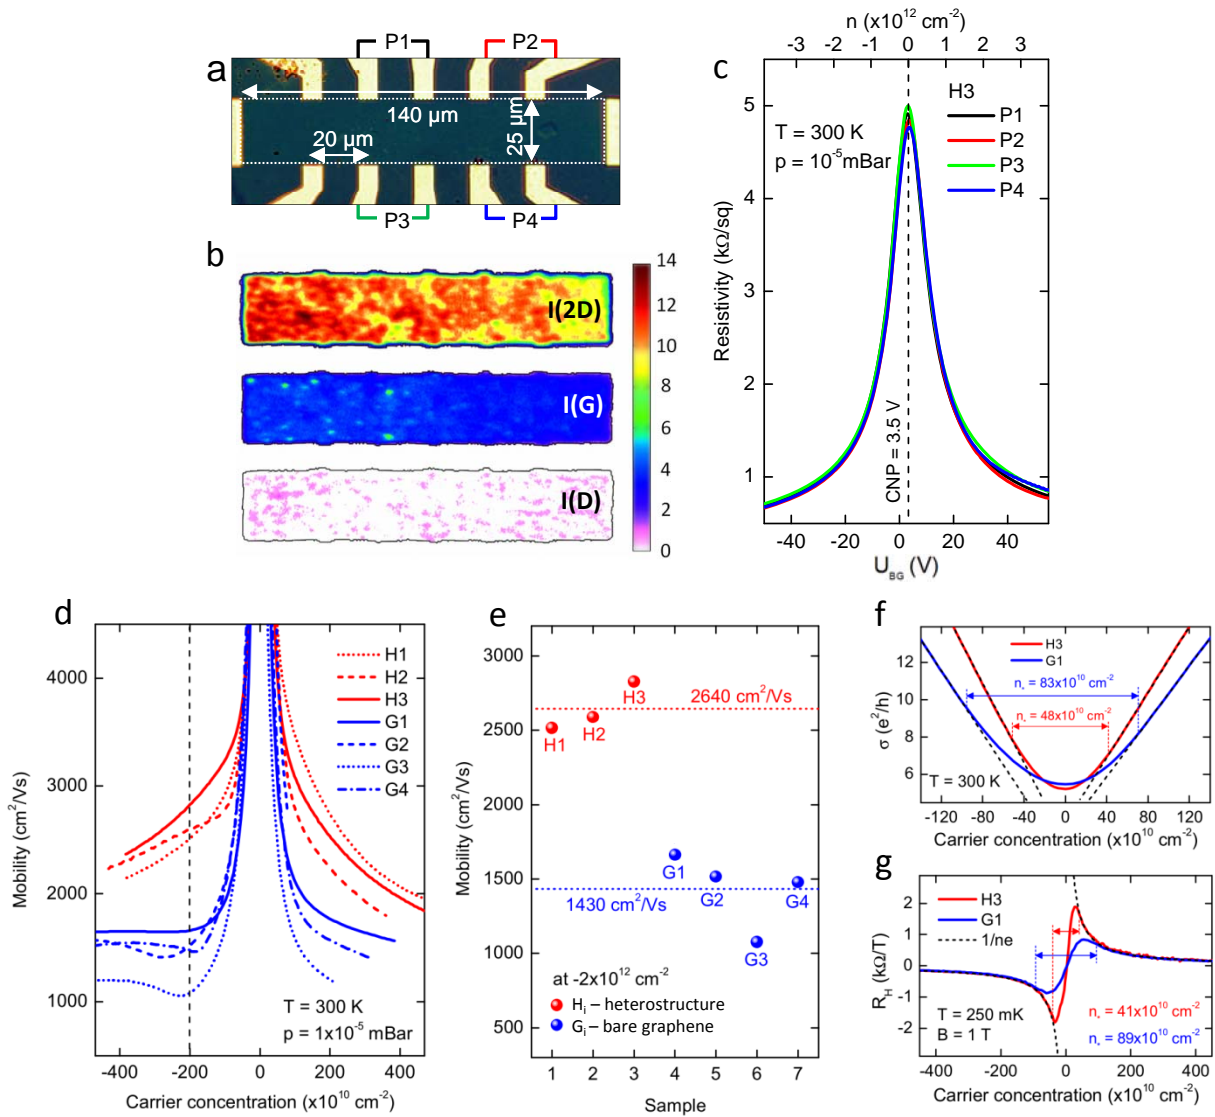 a
P1
P2
140 µm
20 µm
25 µm
P3
P4
b
I(2D)
I(G)
I(D)
14
12
10
8
6
4
2
0
c
n (x10¹² cm⁻²)
-3 -2 -1 0 1 2 3
H3
P1
P2
P3
P4
T = 300 K
p = 10⁻⁵mBar
CNP = 3.5 V
Resistivity (kΩ/sq)
5
4
3
2
1
-40 -20 0 20 40
U_BG (V)
d
Mobility (cm²/Vs)
4000
3000
2000
1000
H1
H2
H3
G1
G2
G3
G4
T = 300 K
p = 1x10⁻⁵ mBar
-400 -200 0 200 400
Carrier concentration (x10¹⁰ cm⁻²)
e
Mobility (cm²/Vs)
3000
2500
2000
1500
1000
500
2640 cm²/Vs
H1
H2
H3
G1
G2
G3
G4
1430 cm²/Vs
at -2x10¹² cm⁻²
Hᵢ – heterostructure
Gᵢ – bare graphene
1 2 3 4 5 6 7
Sample
f
σ (e²/h)
12
10
8
6
H3
G1
n* = 83x10¹⁰ cm⁻²
n* = 48x10¹⁰ cm⁻²
T = 300 K
-120 -80 -40 0 40 80 120
Carrier concentration (x10¹⁰ cm⁻²)
g
R_H (kΩ/T)
2
1
0
-1
-2
H3
G1
1/ne
T = 250 mK
B = 1 T
n* = 41x10¹⁰ cm⁻²
n* = 89x10¹⁰ cm⁻²
-400 -200 0 200 400
Carrier concentration (x10¹⁰ cm⁻²)